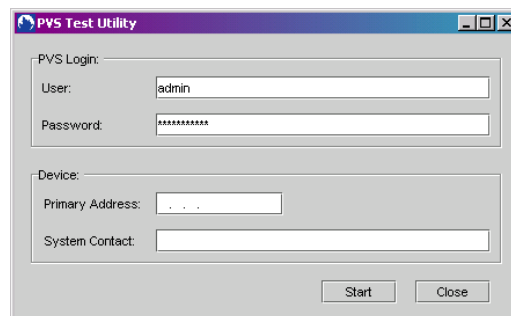 PVS Test Utility
PVS Login:
User: admin
Password: ***********
Device:
Primary Address: . . .
System Contact:
Start Close